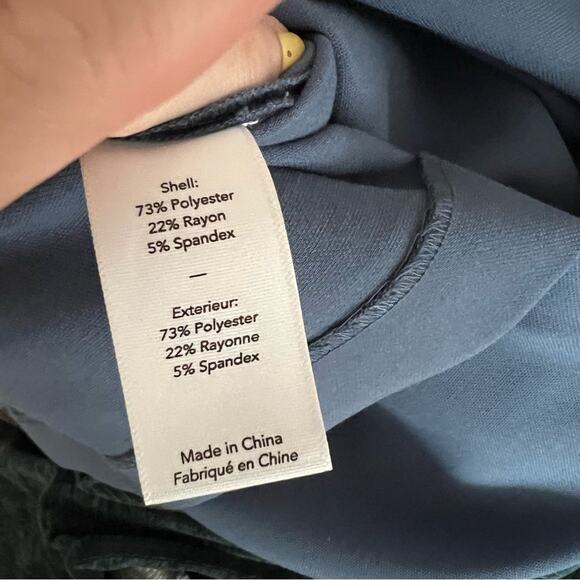 Shell:
73% Polyester
22% Rayon
5% Spandex
—
Exterieur:
73% Polyester
22% Rayonne
5% Spandex
Made in China
Fabriqué en Chine